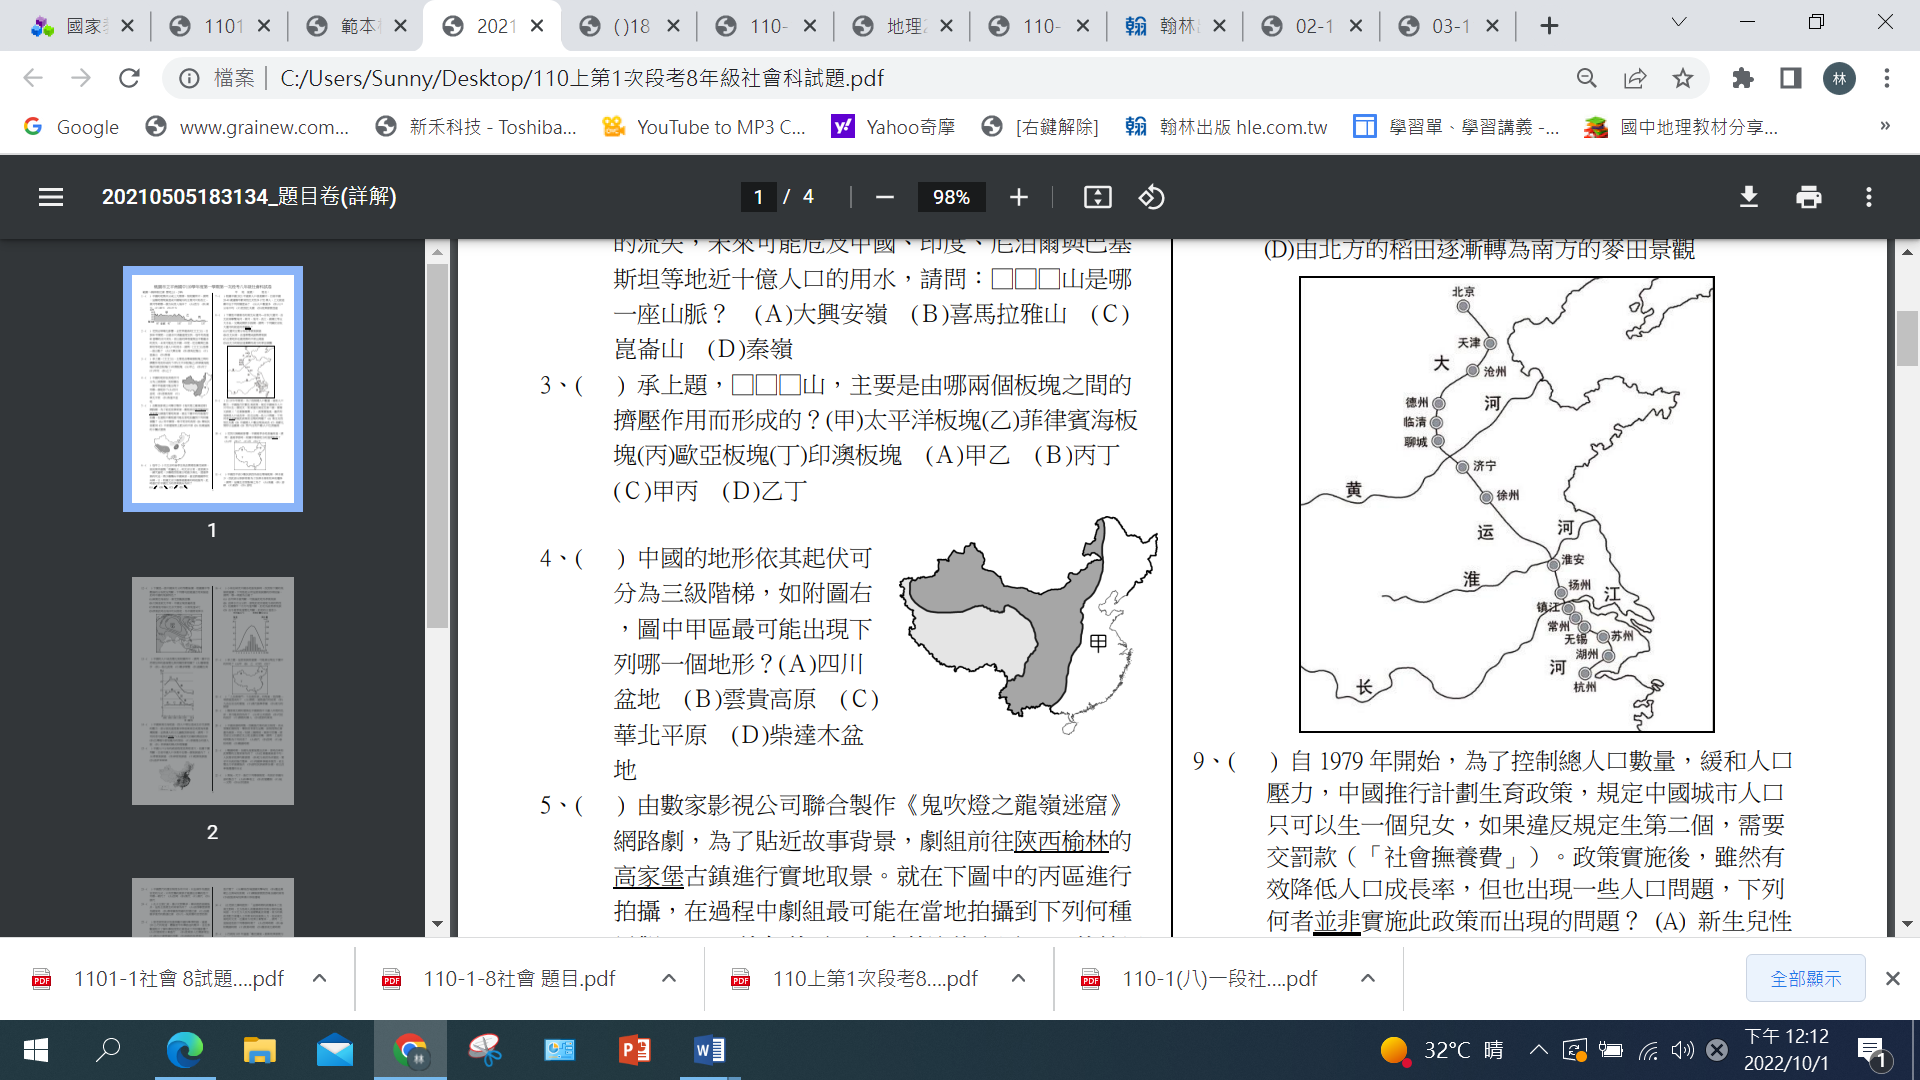 國家
1101
範本
2021
( )18
110-
地理2
110-
翰林
02-1
03-1
檔案
C:/Users/Sunny/Desktop/110上第1次段考8年級社會科試題.pdf
林
Google
www.grainew.com...
新禾科技 - Toshiba...
YouTube to MP3 C...
Yahoo奇摩
[右鍵解除]
翰林出版 hle.com.tw
學習單、學習講義 -...
國中地理教材分享...
»
20210505183134_題目卷(詳解)
1 / 4
98%
1
2
的流失，未來可能危及中國、印度、尼泊爾與巴基
斯坦等地近十億人口的用水，請問：□□□山是哪
一座山脈？ (A)大興安嶺 (B)喜馬拉雅山 (C)
崑崙山 (D)秦嶺
3、( ) 承上題，□□□山，主要是由哪兩個板塊之間的
擠壓作用而形成的？(甲)太平洋板塊(乙)菲律賓海板
塊(丙)歐亞板塊(丁)印澳板塊 (A)甲乙 (B)丙丁
(C)甲丙 (D)乙丁
4、( ) 中國的地形依其起伏可
分為三級階梯，如附圖右
，圖中甲區最可能出現下
列哪一個地形？(A)四川
盆地 (B)雲貴高原 (C)
華北平原 (D)柴達木盆
地
甲
5、( ) 由數家影視公司聯合製作《鬼吹燈之龍嶺迷窟》
網路劇，為了貼近故事背景，劇組前往陝西榆林的
高家堡古鎮進行實地取景。就在下圖中的丙區進行
拍攝，在過程中劇組最可能在當地拍攝到下列何種
(D)由北方的稻田逐漸轉為南方的麥田景觀
北京
天津
大
沧州
德州
河
临清
聊城
济宁
黄
徐州
运
河
淮安
淮
扬州
江
镇江
常州
无锡
苏州
湖州
河
长
杭州
9、( ) 自 1979 年開始，為了控制總人口數量，緩和人口
壓力，中國推行計劃生育政策，規定中國城市人口
只可以生一個兒女，如果違反規定生第二個，需要
交罰款（「社會撫養費」）。政策實施後，雖然有
效降低人口成長率，但也出現一些人口問題，下列
何者並非實施此政策而出現的問題？ (A) 新生兒性
1101-1社會 8試題....pdf
110-1-8社會 題目.pdf
110上第1次段考8....pdf
110-1(八)一段社....pdf
全部顯示
32°C 晴
下午 12:12
2022/10/1
1